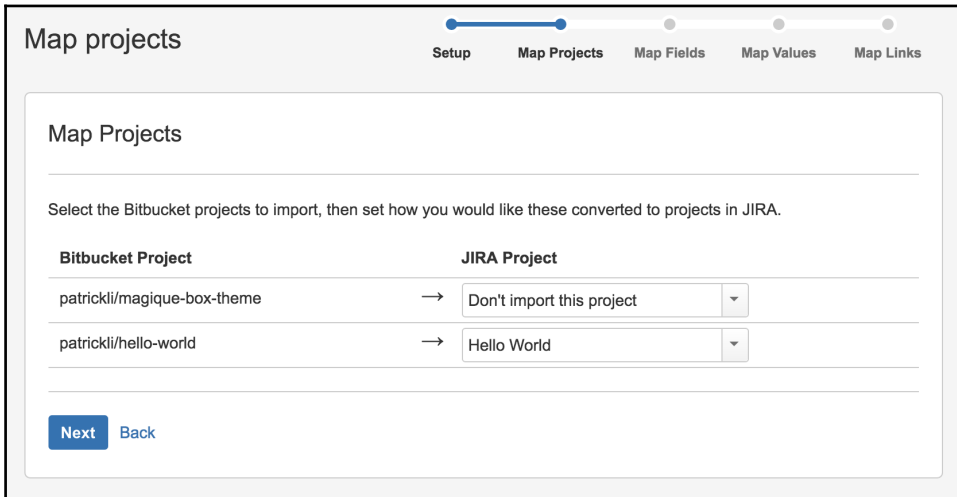 Map projects
Setup Map Projects Map Fields Map Values Map Links
Map Projects
Select the Bitbucket projects to import, then set how you would like these converted to projects in JIRA.
Bitbucket Project JIRA Project
patrickli/magique-box-theme → Don't import this project
patrickli/hello-world → Hello World
Next Back